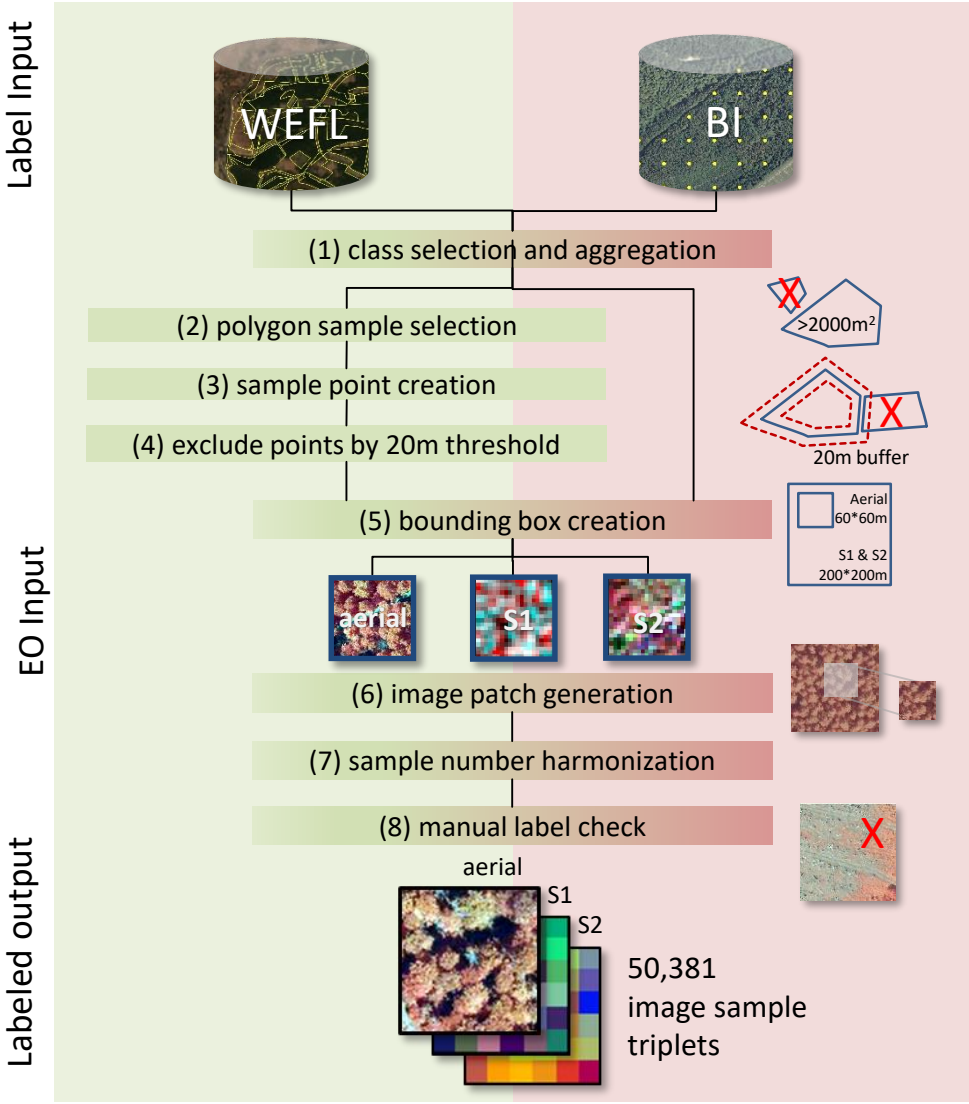 Label Input
WEFL
BI
(1) class selection and aggregation
X
>2000m²
(2) polygon sample selection
(3) sample point creation
X
(4) exclude points by 20m threshold
20m buffer
(5) bounding box creation
Aerial
60*60m
S1 & S2
200*200m
EO Input
aerial
S1
S2
(6) image patch generation
(7) sample number harmonization
(8) manual label check
X
Labeled output
aerial
S1
S2
50,381
image sample
triplets